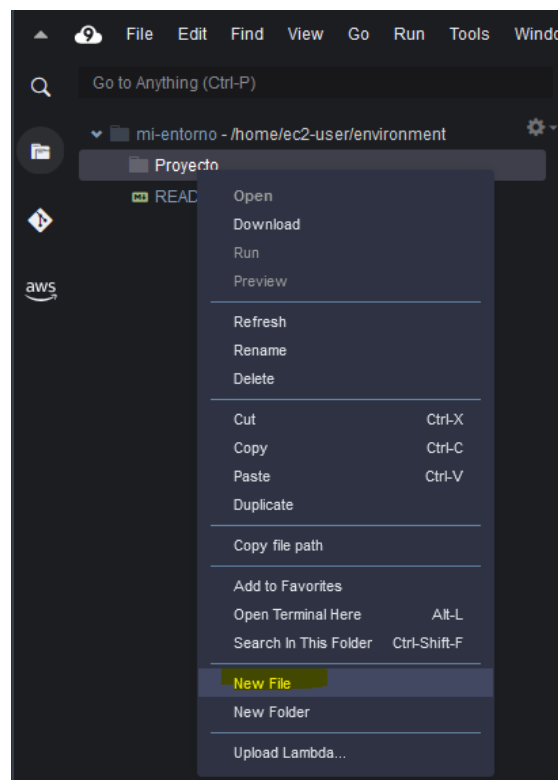 File Edit Find View Go Run Tools
Go to Anything (Ctrl-P)
mi-entorno - /home/ec2-user/environment
Proyecto
READ
aws
Open
Download
Run
Preview
Refresh
Rename
Delete
Cut Ctrl-X
Copy Ctrl-C
Paste Ctrl-V
Duplicate
Copy file path
Add to Favorites
Open Terminal Here Alt-L
Search In This Folder Ctrl-Shift-F
New File
New Folder
Upload Lambda...